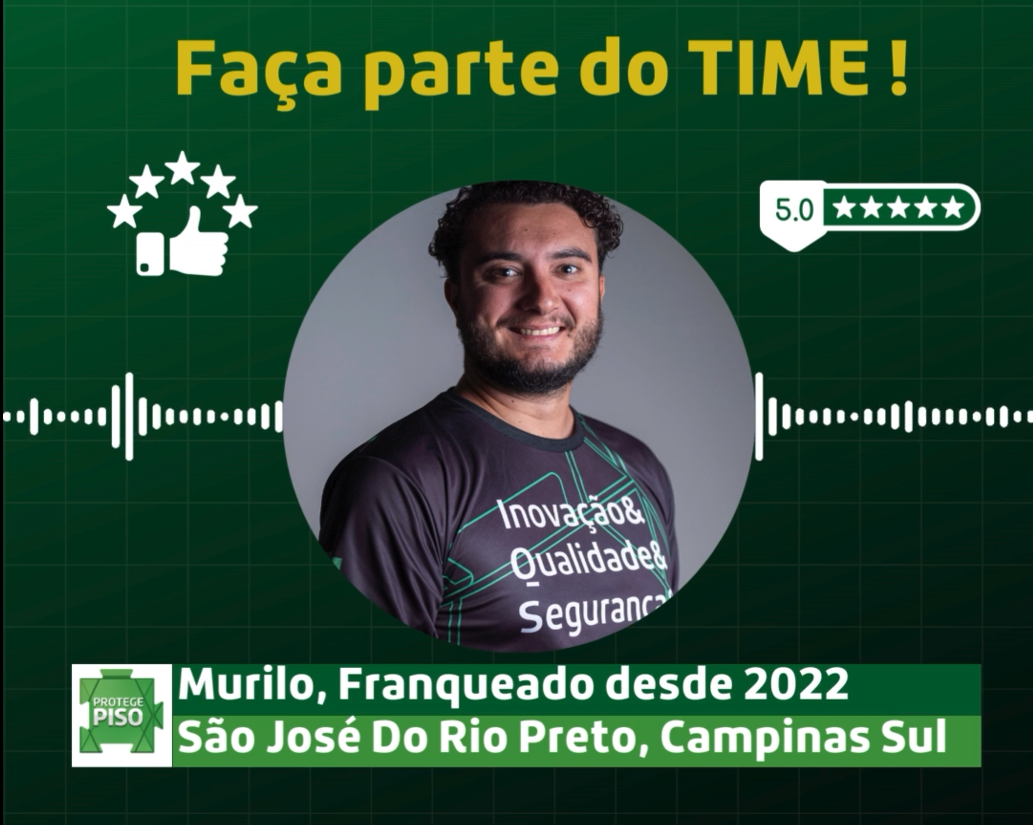 Faça parte do TIME !
5.0
Inovação&
Qualidade&
Segurança
PROTEGE
PISO
Murilo, Franqueado desde 2022
São José Do Rio Preto, Campinas Sul